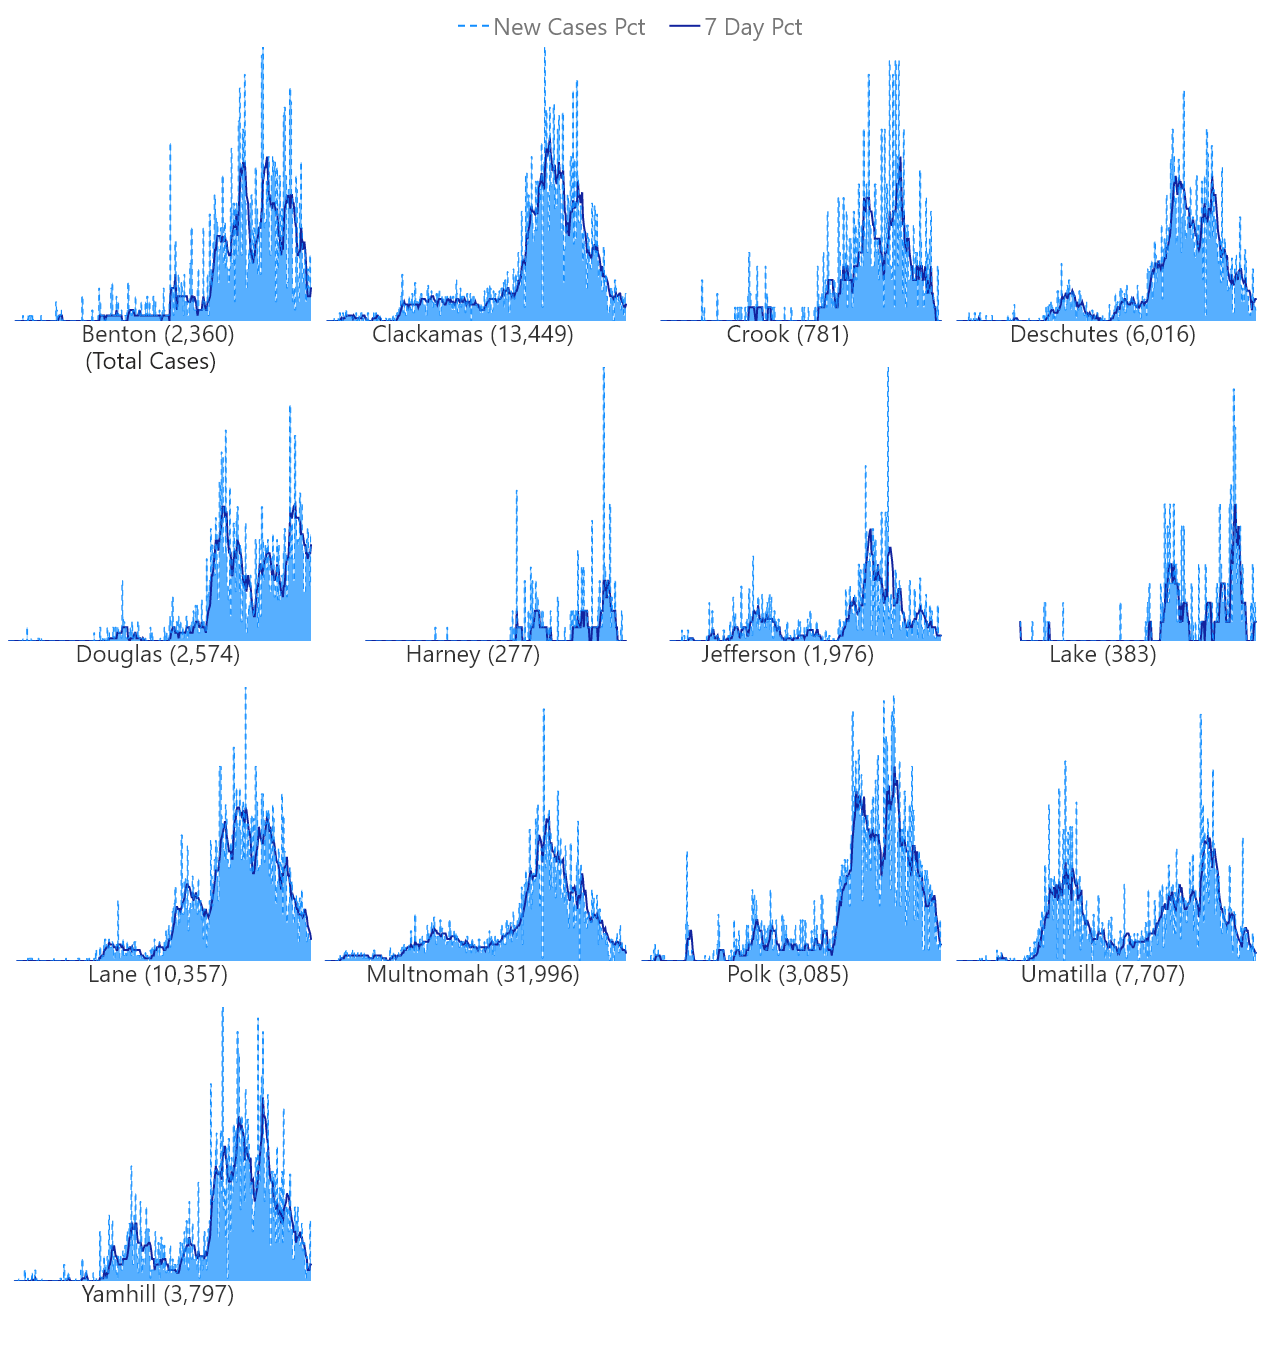 New Cases Pct 7 Day Pct
Benton (2,360) Clackamas (13,449) Crook (781) Deschutes (6,016)
(Total Cases)
Douglas (2,574) Harney (277) Jefferson (1,976) Lake (383)
Lane (10,357) Multnomah (31,996) Polk (3,085) Umatilla (7,707)
Yamhill (3,797)